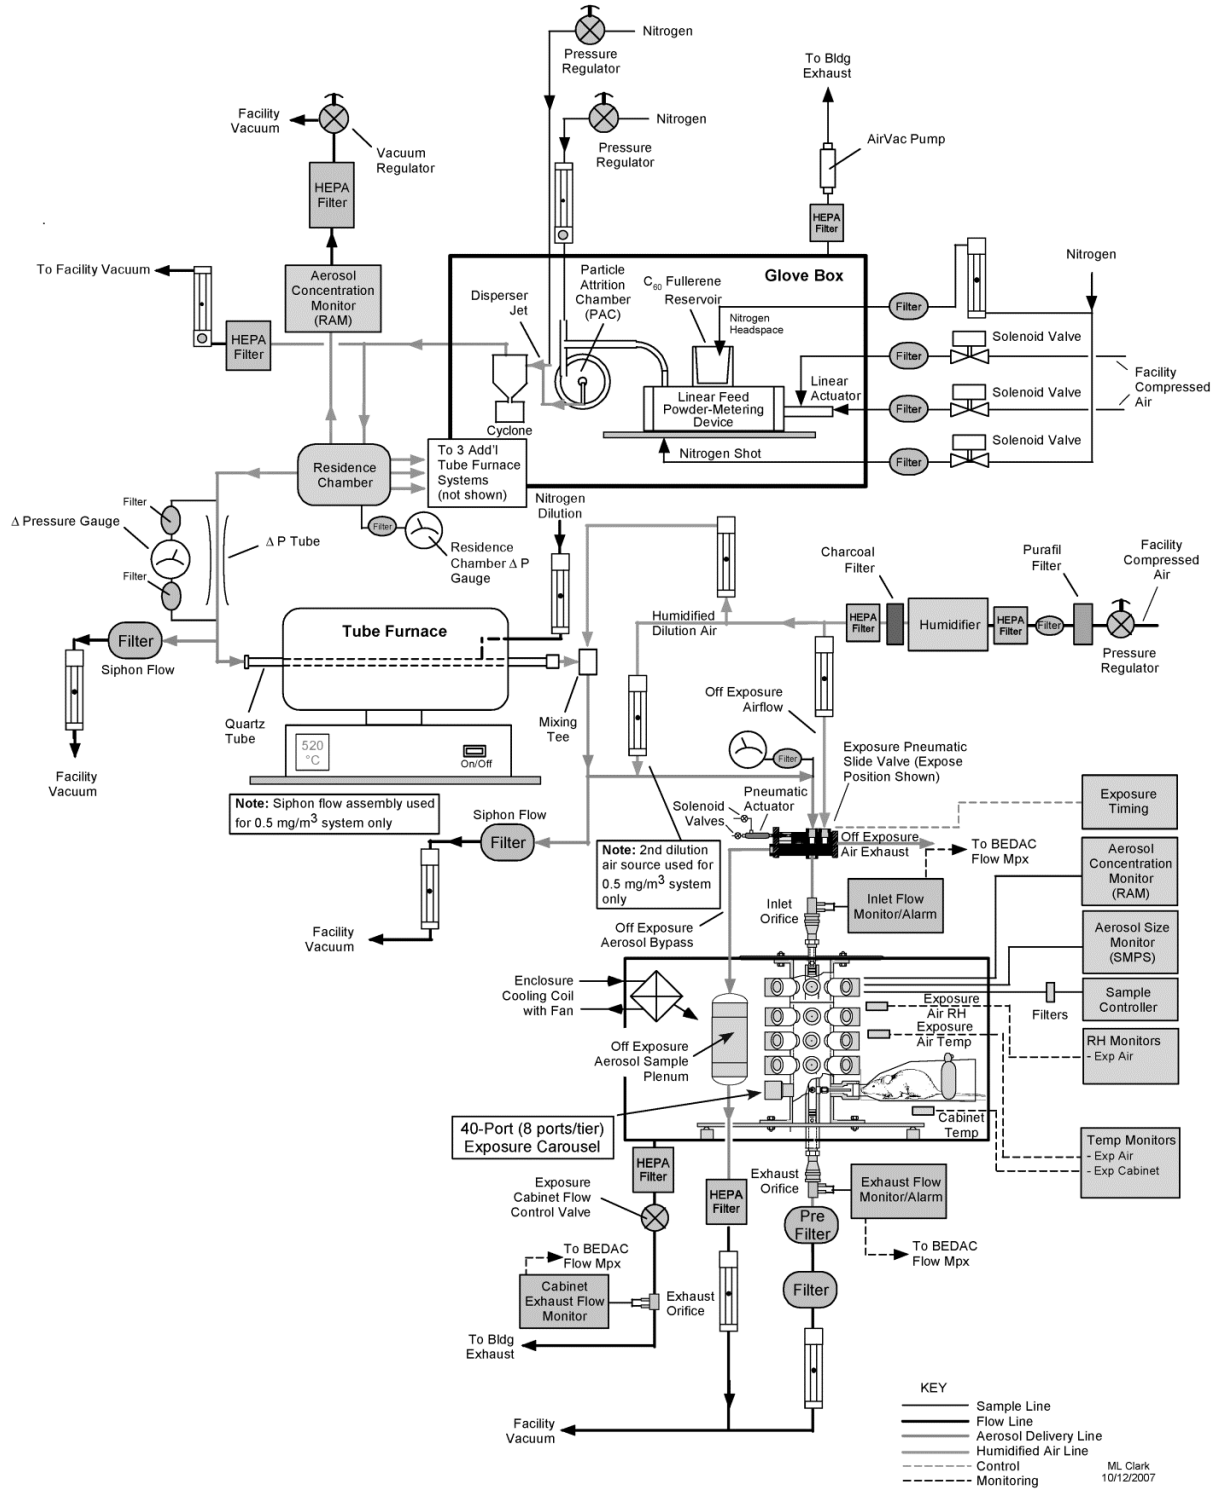 Nitrogen
Pressure
Regulator
To Bldg
Exhaust
Facility
Vacuum
Vacuum
Regulator
Nitrogen
Pressure
Regulator
AirVac Pump
HEPA
Filter
HEPA
Filter
To Facility Vacuum
Aerosol
Concentration
Monitor
(RAM)
HEPA
Filter
Disperser
Jet
Particle
Attrition
Chamber
(PAC)
C60 Fullerene
Reservoir
Glove Box
Nitrogen
Headspace
Filter
Nitrogen
Solenoid Valve
Filter
Linear
Actuator
Facility
Compressed
Air
Solenoid Valve
Filter
Linear Feed
Powder-Metering
Device
Cyclone
Solenoid Valve
Filter
Nitrogen Shot
Residence
Chamber
To 3 Add'l
Tube Furnace
Systems
(not shown)
Nitrogen
Dilution
Filter
Δ Pressure Gauge
Filter
Δ P Tube
Filter
Residence
Chamber Δ P
Gauge
Charcoal
Filter
Purafil
Filter
Facility
Compressed
Air
Humidified
Dilution Air
HEPA
Filter
Humidifier
HEPA
Filter
Filter
Pressure
Regulator
Filter
Siphon Flow
Tube Furnace
Quartz
Tube
Mixing
Tee
520
°C
On/Off
Facility
Vacuum
Off Exposure
Airflow
Filter
Exposure Pneumatic
Slide Valve (Expose
Position Shown)
Note: Siphon flow assembly used
for 0.5 mg/m3 system only
Siphon Flow
Filter
Solenoid
Valves
Pneumatic
Actuator
Exposure
Timing
Note: 2nd dilution
air source used for
0.5 mg/m3 system
only
Off Exposure
Air Exhaust
To BEDAC
Flow Mpx
Aerosol
Concentration
Monitor
(RAM)
Facility
Vacuum
Off Exposure
Aerosol Bypass
Inlet
Orifice
Inlet Flow
Monitor/Alarm
Aerosol Size
Monitor
(SMPS)
Enclosure
Cooling Coil
with Fan
Exposure
Air RH
Exposure
Air Temp
Filters
Sample
Controller
Off Exposure
Aerosol Sample
Plenum
RH Monitors
- Exp Air
40-Port (8 ports/tier)
Exposure Carousel
Cabinet
Temp
Temp Monitors
- Exp Air
- Exp Cabinet
HEPA
Filter
Exposure
Cabinet Flow
Control Valve
HEPA
Filter
Exhaust
Orifice
Exhaust Flow
Monitor/Alarm
Pre
Filter
To BEDAC
Flow Mpx
To BEDAC
Flow Mpx
Cabinet
Exhaust Flow
Monitor
Exhaust
Orifice
Filter
To Bldg
Exhaust
Facility
Vacuum
KEY
Sample Line
Flow Line
Aerosol Delivery Line
Humidified Air Line
Control
Monitoring
ML Clark
10/12/2007